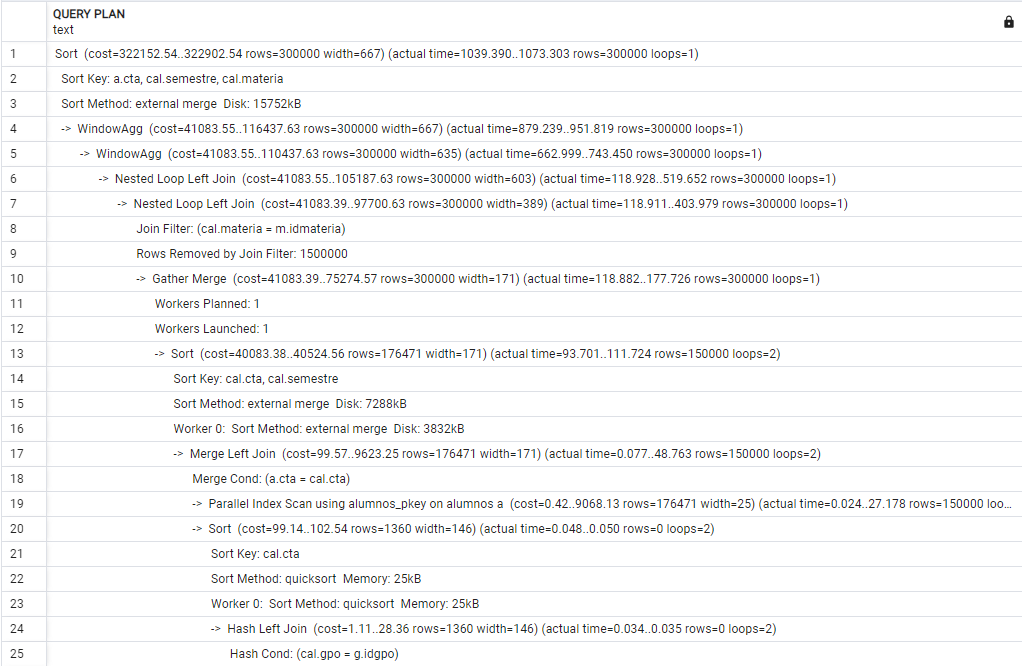 QUERY PLAN
text
1 Sort (cost=322152.54..322902.54 rows=300000 width=667) (actual time=1039.390..1073.303 rows=300000 loops=1)
2 Sort Key: a.cta, cal.semestre, cal.materia
3 Sort Method: external merge Disk: 15752kB
4 -> WindowAgg (cost=41083.55..116437.63 rows=300000 width=667) (actual time=879.239..951.819 rows=300000 loops=1)
5 -> WindowAgg (cost=41083.55..110437.63 rows=300000 width=635) (actual time=662.999..743.450 rows=300000 loops=1)
6 -> Nested Loop Left Join (cost=41083.55..105187.63 rows=300000 width=603) (actual time=118.928..519.652 rows=300000 loops=1)
7 -> Nested Loop Left Join (cost=41083.39..97700.63 rows=300000 width=389) (actual time=118.911..403.979 rows=300000 loops=1)
8 Join Filter: (cal.materia = m.idmateria)
9 Rows Removed by Join Filter: 1500000
10 -> Gather Merge (cost=41083.39..75274.57 rows=300000 width=171) (actual time=118.882..177.726 rows=300000 loops=1)
11 Workers Planned: 1
12 Workers Launched: 1
13 -> Sort (cost=40083.38..40524.56 rows=176471 width=171) (actual time=93.701..111.724 rows=150000 loops=2)
14 Sort Key: cal.cta, cal.semestre
15 Sort Method: external merge Disk: 7288kB
16 Worker 0: Sort Method: external merge Disk: 3832kB
17 -> Merge Left Join (cost=99.57..9623.25 rows=176471 width=171) (actual time=0.077..48.763 rows=150000 loops=2)
18 Merge Cond: (a.cta = cal.cta)
19 -> Parallel Index Scan using alumnos_pkey on alumnos a (cost=0.42..9068.13 rows=176471 width=25) (actual time=0.024..27.178 rows=150000 loo...
20 -> Sort (cost=99.14..102.54 rows=1360 width=146) (actual time=0.048..0.050 rows=0 loops=2)
21 Sort Key: cal.cta
22 Sort Method: quicksort Memory: 25kB
23 Worker 0: Sort Method: quicksort Memory: 25kB
24 -> Hash Left Join (cost=1.11..28.36 rows=1360 width=146) (actual time=0.034..0.035 rows=0 loops=2)
25 Hash Cond: (cal.gpo = g.idgpo)